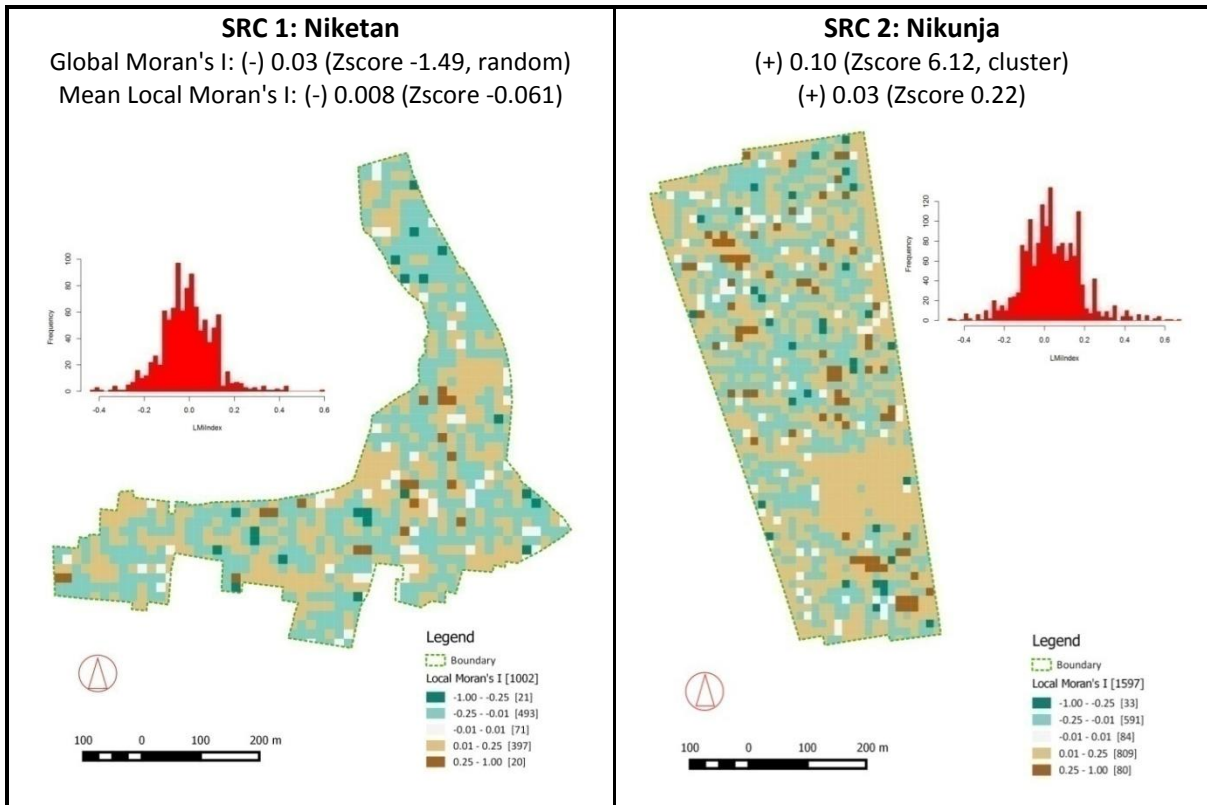 SRC 1: Niketan
Global Moran's I: (-) 0.03 (Zscore -1.49, random)
Mean Local Moran's I: (-) 0.008 (Zscore -0.061)
Frequency
100
80
60
40
20
0
-0.4 -0.2 0.0 0.2 0.4 0.6
LMiIndex
Legend
Boundary
Local Moran's I [1002]
-1.00 - -0.25 [21]
-0.25 - -0.01 [493]
-0.01 - 0.01 [71]
0.01 - 0.25 [397]
0.25 - 1.00 [20]
100 0 100 200 m
SRC 2: Nikunja
(+) 0.10 (Zscore 6.12, cluster)
(+) 0.03 (Zscore 0.22)
Frequency
120
100
80
60
40
20
0
-0.4 -0.2 0.0 0.2 0.4 0.6
LMiIndex
Legend
Boundary
Local Moran's I [1597]
-1.00 - -0.25 [33]
-0.25 - -0.01 [591]
-0.01 - 0.01 [84]
0.01 - 0.25 [809]
0.25 - 1.00 [80]
100 0 100 200 m